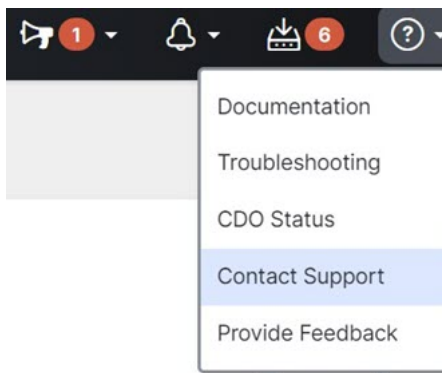 1
6
?
Documentation
Troubleshooting
CDO Status
Contact Support
Provide Feedback